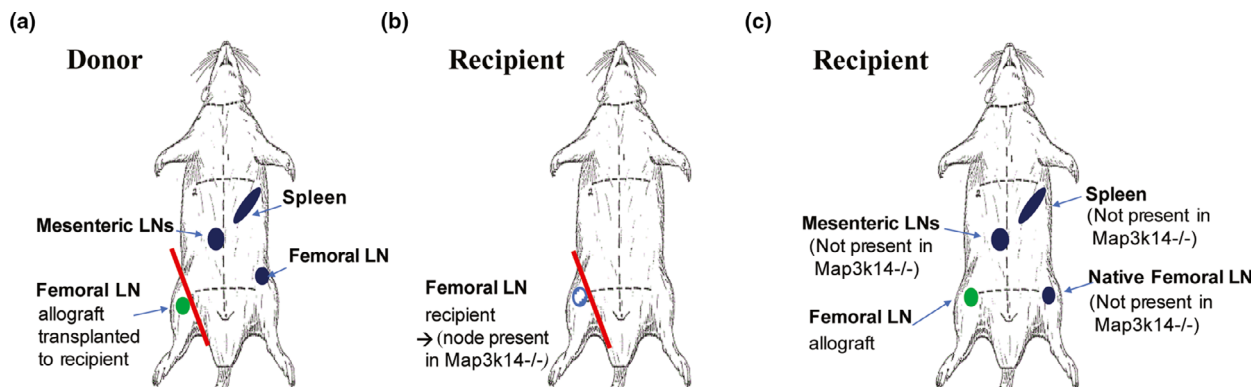 (a)
Donor
Spleen
Mesenteric LNs
Femoral LN
Femoral LN
allograft
transplanted
to recipient
(b)
Recipient
Femoral LN
recipient
→ (node present
in Map3k14-/-)
(c)
Recipient
Spleen
(Not present in
Map3k14-/-)
Mesenteric LNs
(Not present in
Map3k14-/-)
Native Femoral LN
(Not present in
Map3k14-/-)
Femoral LN
allograft